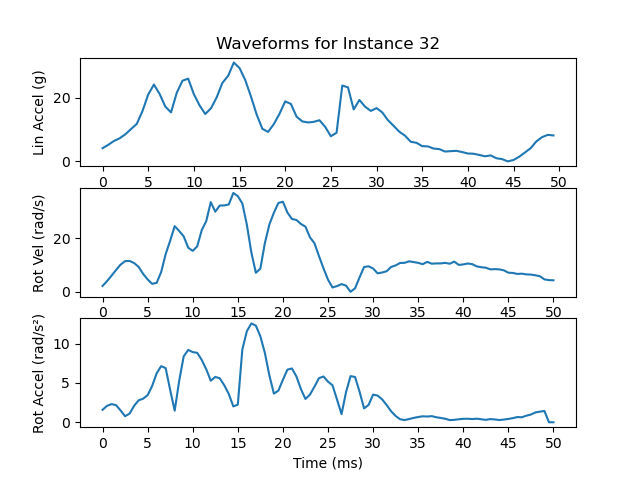 Waveforms for Instance 32
Lin Accel (g)
20
0
0 5 10 15 20 25 30 35 40 45 50
Rot Vel (rad/s)
20
0
0 5 10 15 20 25 30 35 40 45 50
Rot Accel (rad/s²)
10
5
0
0 5 10 15 20 25 30 35 40 45 50
Time (ms)